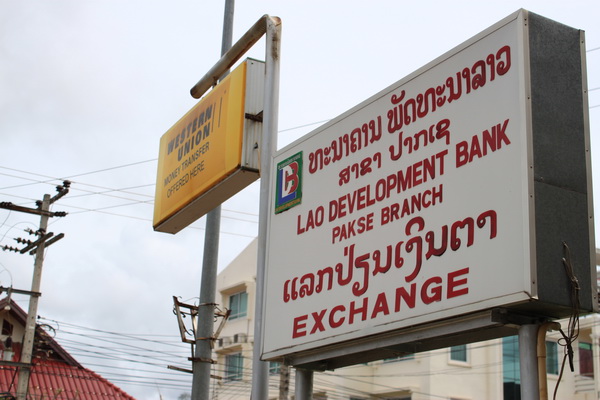 WESTERN
UNION
MONEY TRANSFER
OFFERED HERE
ທະນາຄານ ພັດທະນາລາວ
ສາຂາ ປາກເຊ
LAO DEVELOPMENT BANK
PAKSE BRANCH
ແລກປ່ຽນເງິນຕາ
EXCHANGE